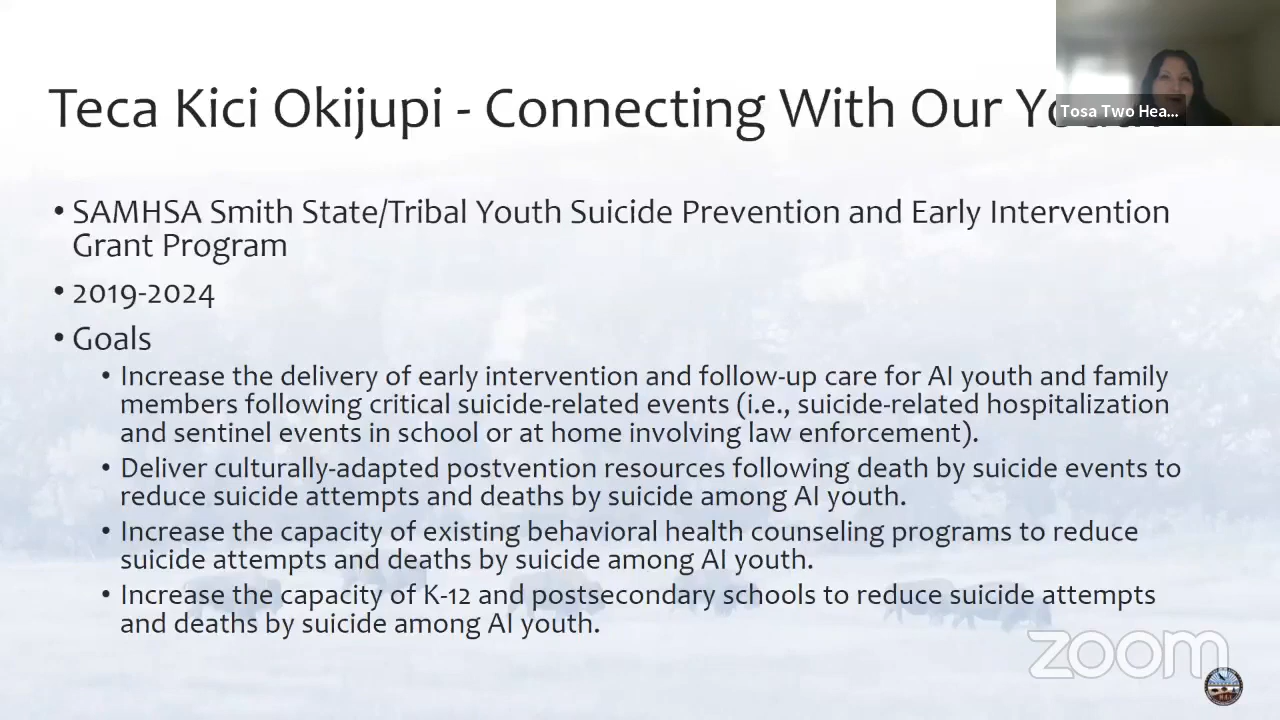 Teca Kici Okijupi - Connecting With Our
Tosa Two Hea...
• SAMHSA Smith State/Tribal Youth Suicide Prevention and Early Intervention
Grant Program
• 2019-2024
• Goals
• Increase the delivery of early intervention and follow-up care for AI youth and family
members following critical suicide-related events (i.e., suicide-related hospitalization
and sentinel events in school or at home involving law enforcement).
• Deliver culturally-adapted postvention resources following death by suicide events to
reduce suicide attempts and deaths by suicide among AI youth.
• Increase the capacity of existing behavioral health counseling programs to reduce
suicide attempts and deaths by suicide among AI youth.
• Increase the capacity of K-12 and postsecondary schools to reduce suicide attempts
and deaths by suicide among AI youth.
zoom